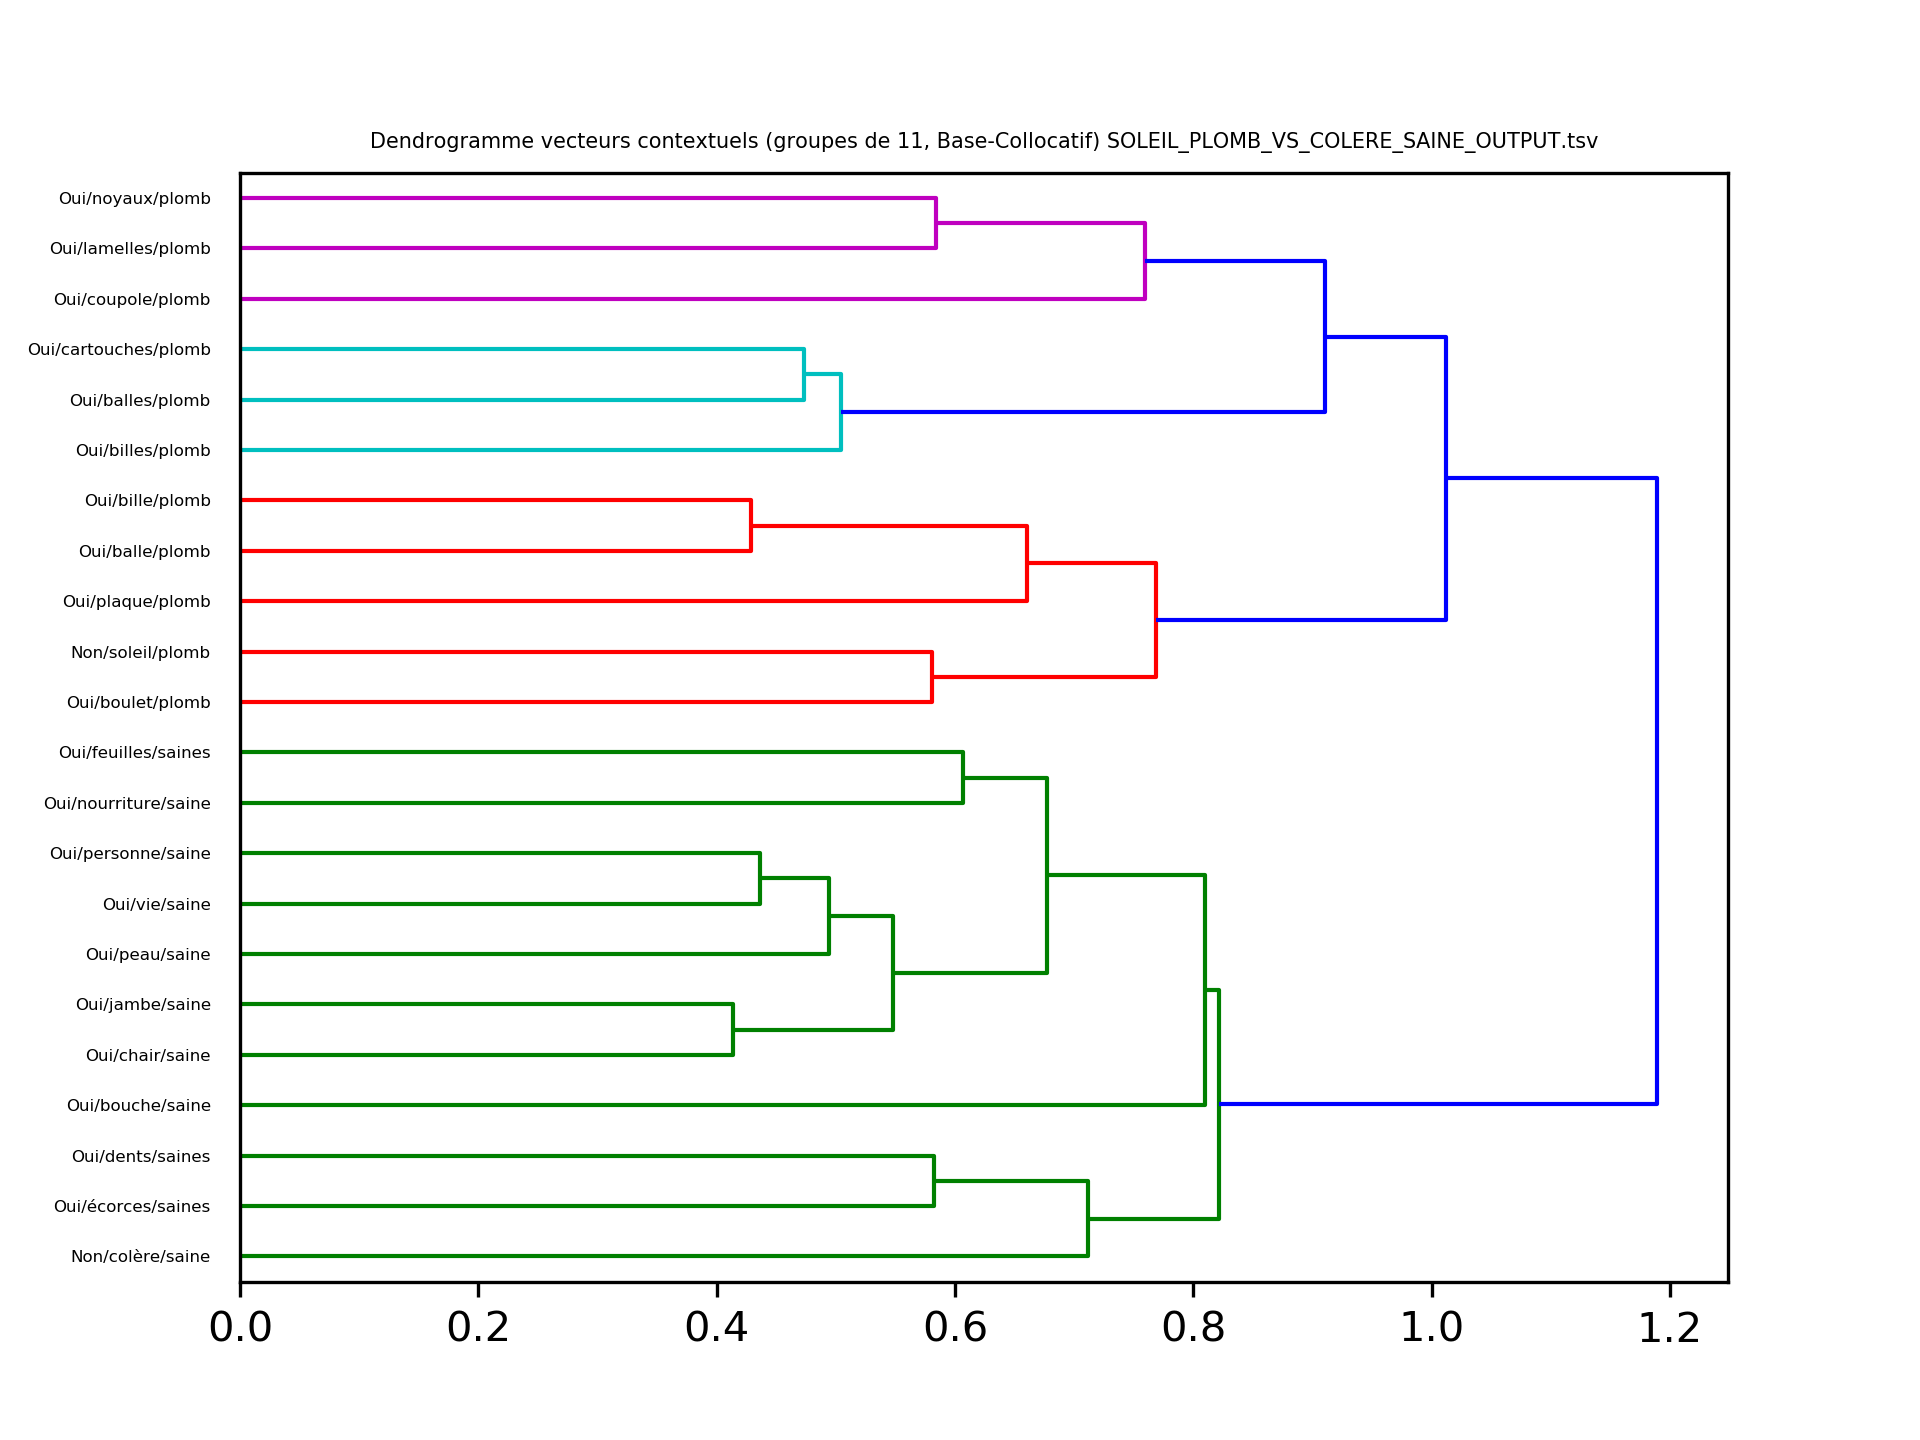 Dendrogramme vecteurs contextuels (groupes de 11, Base-Collocatif) SOLEIL_PLOMB_VS_COLERE_SAINE_OUTPUT.tsv
Oui/noyaux/plomb
Oui/lamelles/plomb
Oui/coupole/plomb
Oui/cartouches/plomb
Oui/balles/plomb
Oui/billes/plomb
Oui/bille/plomb
Oui/balle/plomb
Oui/plaque/plomb
Non/soleil/plomb
Oui/boulet/plomb
Oui/feuilles/saines
Oui/nourriture/saine
Oui/personne/saine
Oui/vie/saine
Oui/peau/saine
Oui/jambe/saine
Oui/chair/saine
Oui/bouche/saine
Oui/dents/saines
Oui/écorces/saines
Non/colère/saine
0.0 0.2 0.4 0.6 0.8 1.0 1.2